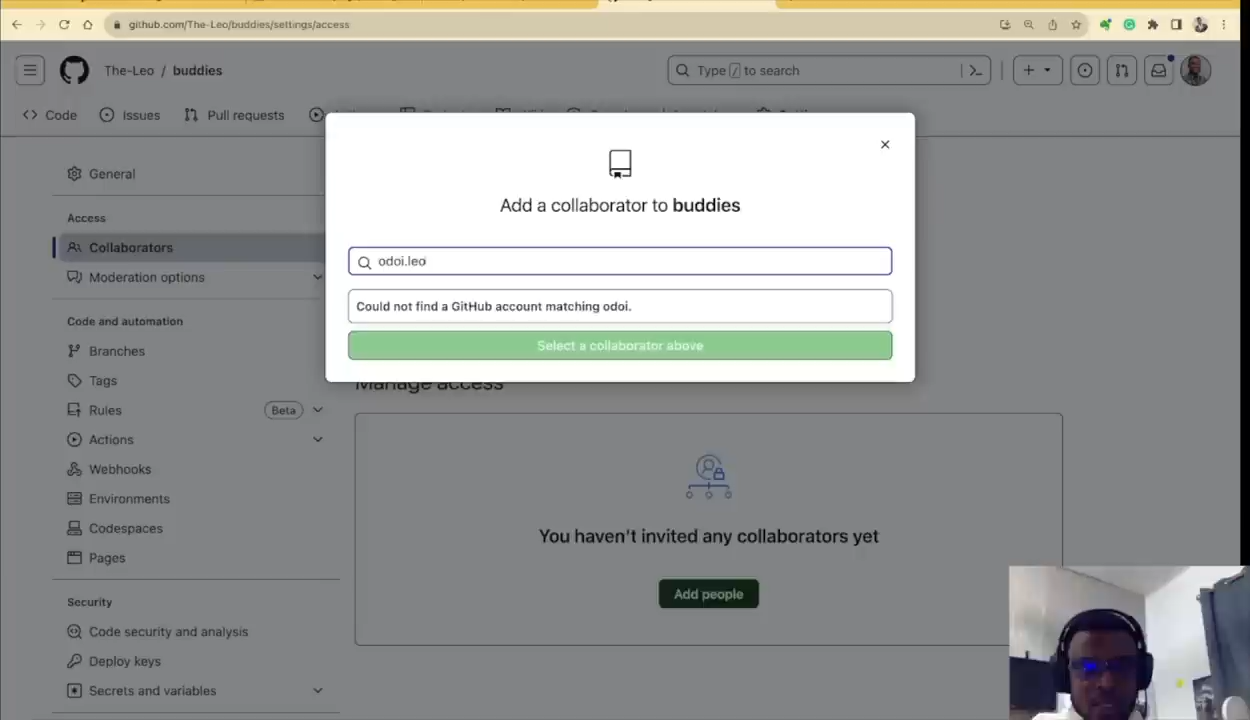 github.com/The-Leo/buddies/settings/access
The-Leo / buddies
Type / to search
Code
Issues
Pull requests
General
Access
Collaborators
Moderation options
Code and automation
Branches
Tags
Rules
Beta
Actions
Webhooks
Environments
Codespaces
Pages
Security
Code security and analysis
Deploy keys
Secrets and variables
Add a collaborator to buddies
odoi.leo
Could not find a GitHub account matching odoi.
Select a collaborator above
Manage access
You haven't invited any collaborators yet
Add people